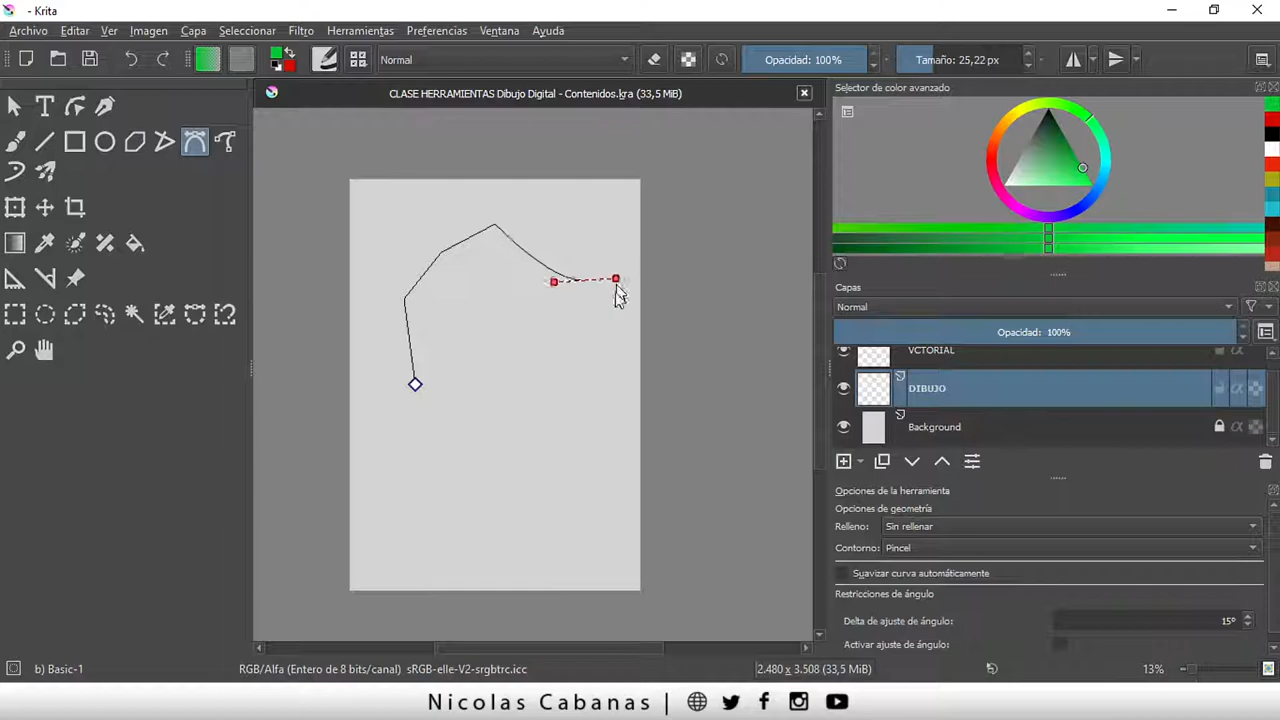 - Krita
Archivo Editar Ver Imagen Capa Seleccionar Filtro Herramientas Preferencias Ventana Ayuda
Normal Opacidad: 100% Tamaño: 25,22 px
CLASE HERRAMIENTAS Dibujo Digital - Contenidos.kra (33,5 MiB)
Selector de color avanzado
Capas
Normal
Opacidad: 100%
VCTORIAL
DIBUJO
Background
Opciones de la herramienta
Opciones de geometría
Relleno: Sin rellenar
Contorno: Pincel
Suavizar curva automáticamente
Restricciones de ángulo
Delta de ajuste de ángulo: 15º
Activar ajuste de ángulo:
b) Basic-1 RGB/Alfa (Entero de 8 bits/canal) sRGB-elle-V2-srgbtrc.icc 2.480 x 3.508 (33,5 MiB) 13%
Nicolas Cabanas |